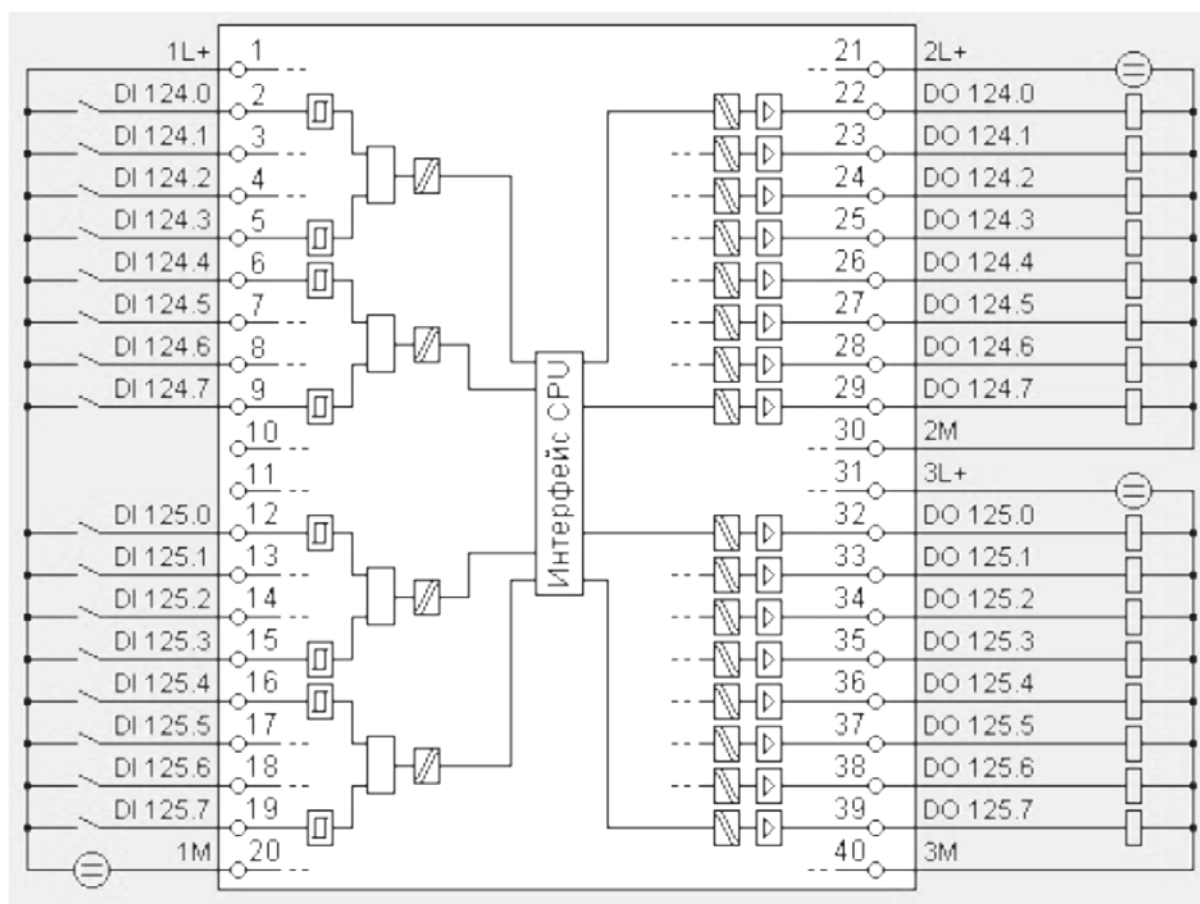 1L+ 1 21 2L+
DI 124.0 2 22 DO 124.0
DI 124.1 3 23 DO 124.1
DI 124.2 4 24 DO 124.2
DI 124.3 5 25 DO 124.3
DI 124.4 6 26 DO 124.4
DI 124.5 7 27 DO 124.5
DI 124.6 8 28 DO 124.6
DI 124.7 9 29 DO 124.7
10 30 2M
11 31 3L+
DI 125.0 12 32 DO 125.0
DI 125.1 13 33 DO 125.1
DI 125.2 14 34 DO 125.2
DI 125.3 15 35 DO 125.3
DI 125.4 16 36 DO 125.4
DI 125.5 17 37 DO 125.5
DI 125.6 18 38 DO 125.6
DI 125.7 19 39 DO 125.7
1M 20 40 3M
Интерфейс CPU